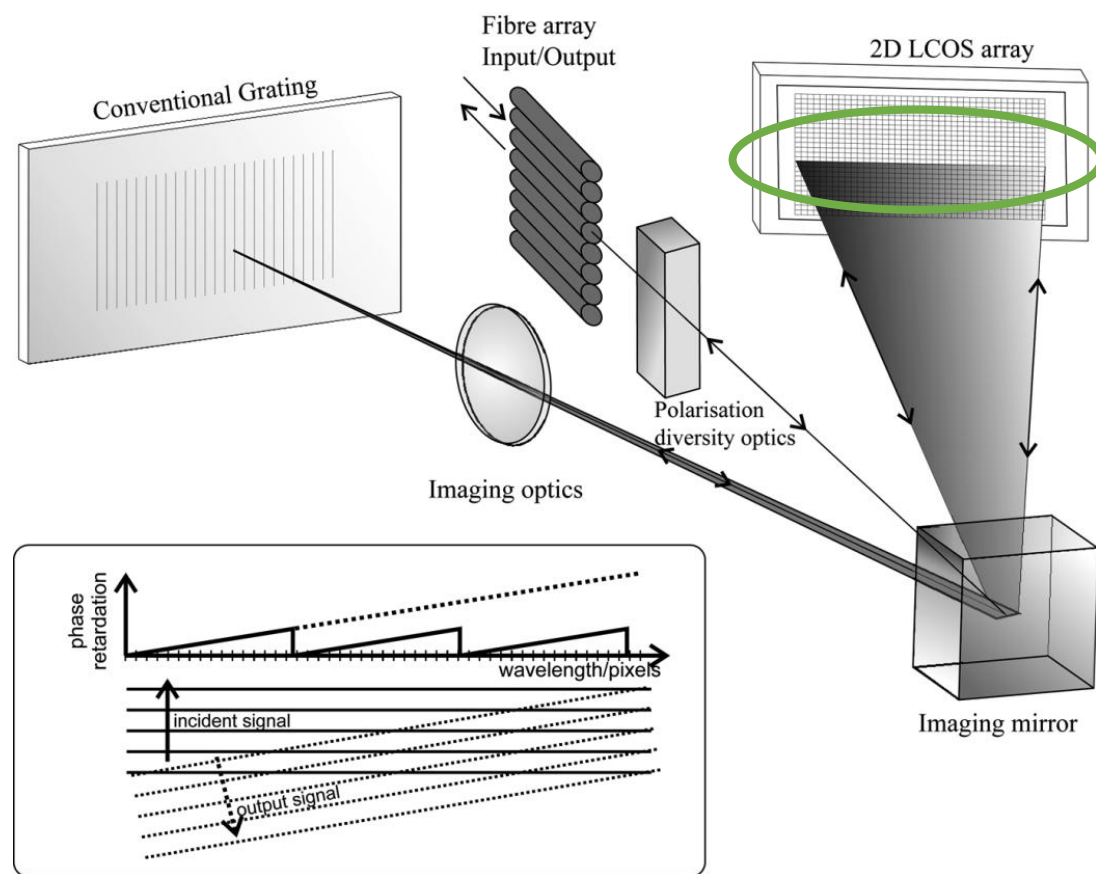 Fibre array
Input/Output
2D LCOS array
Conventional Grating
Polarisation
diversity optics
Imaging optics
Imaging mirror
phase
retardation
wavelength/pixels
incident signal
output signal